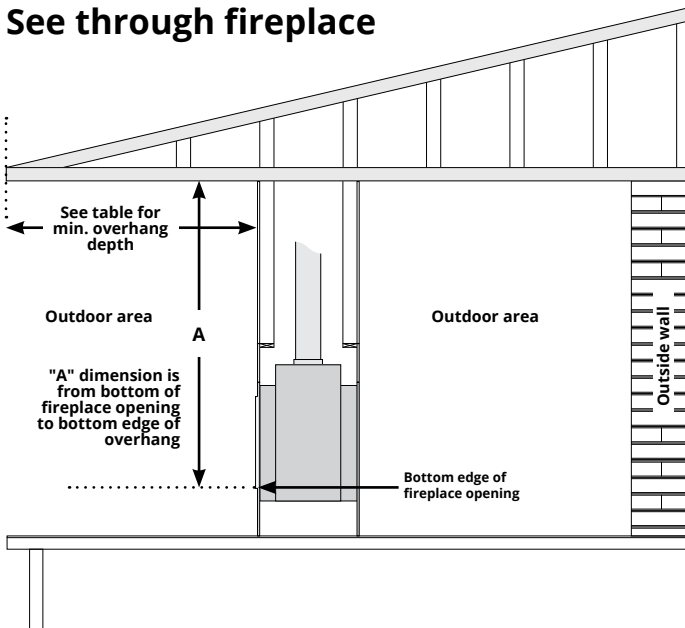 See through fireplace
See table for
min. overhang
depth
Outdoor area
A
Outdoor area
Outside wall
"A" dimension is
from bottom of
fireplace opening
to bottom edge of
overhang
Bottom edge of
fireplace opening